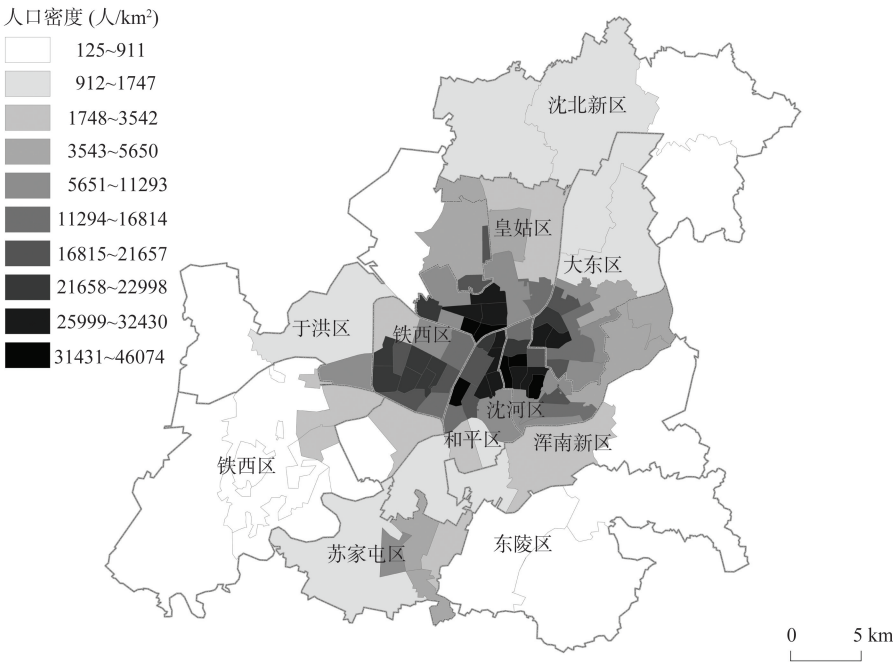 人口密度 (人/km²)
125~911
912~1747
1748~3542
3543~5650
5651~11293
11294~16814
16815~21657
21658~22998
25999~32430
31431~46074
沈北新区
皇姑区
大东区
于洪区
铁西区
沈河区
和平区
浑南新区
铁西区
苏家屯区
东陵区
0 5 km